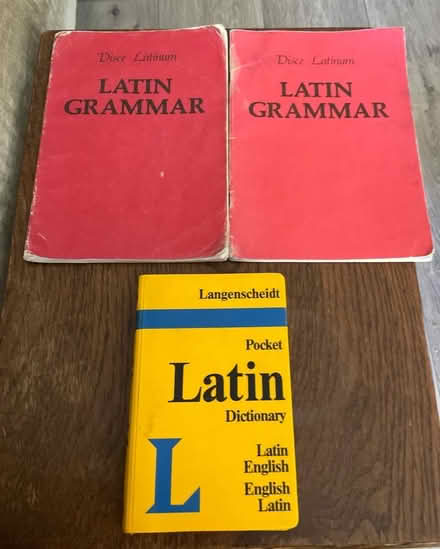 Disce Latinum
LATIN
GRAMMAR
Disce Latinum
LATIN
GRAMMAR
Langenscheidt
Pocket
Latin
Dictionary
L
Latin
English
English
Latin